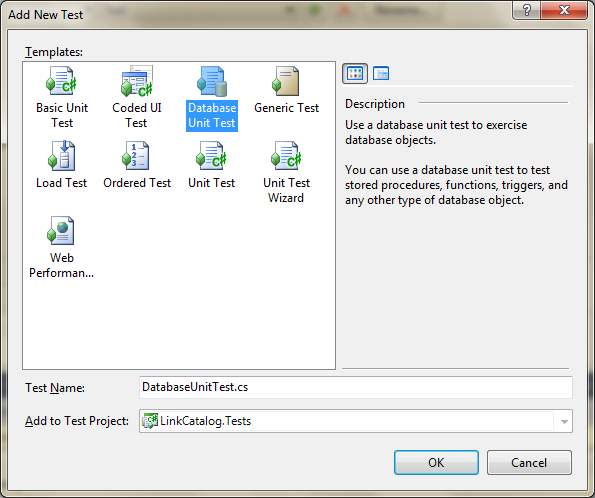 Add New Test
Templates:
Basic Unit
Test
Coded UI
Test
Database
Unit Test
Generic Test
Load Test
Ordered Test
Unit Test
Unit Test
Wizard
Web
Performan...
Description
Use a database unit test to exercise
database objects.
You can use a database unit test to test
stored procedures, functions, triggers, and
any other type of database object.
Test Name:
DatabaseUnitTest.cs
Add to Test Project:
LinkCatalog.Tests
OK
Cancel